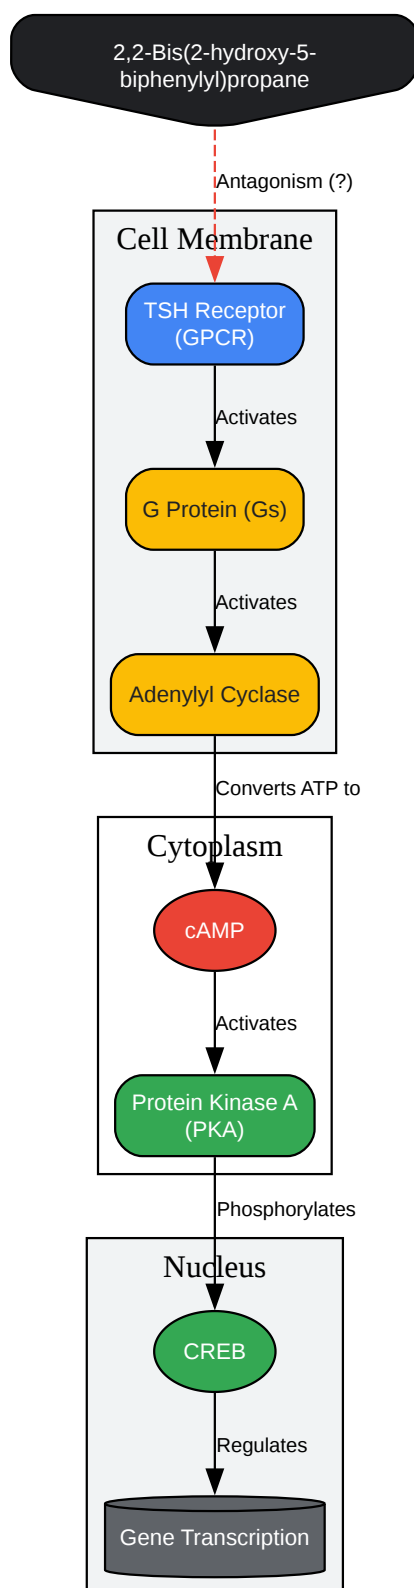 2,2-Bis(2-hydroxy-5-
biphenylyl)propane
Antagonism (?)
Cell Membrane
TSH Receptor
(GPCR)
Activates
G Protein (Gs)
Activates
Adenylyl Cyclase
Converts ATP to
Cytoplasm
cAMP
Activates
Protein Kinase A
(PKA)
Phosphorylates
Nucleus
CREB
Regulates
Gene Transcription